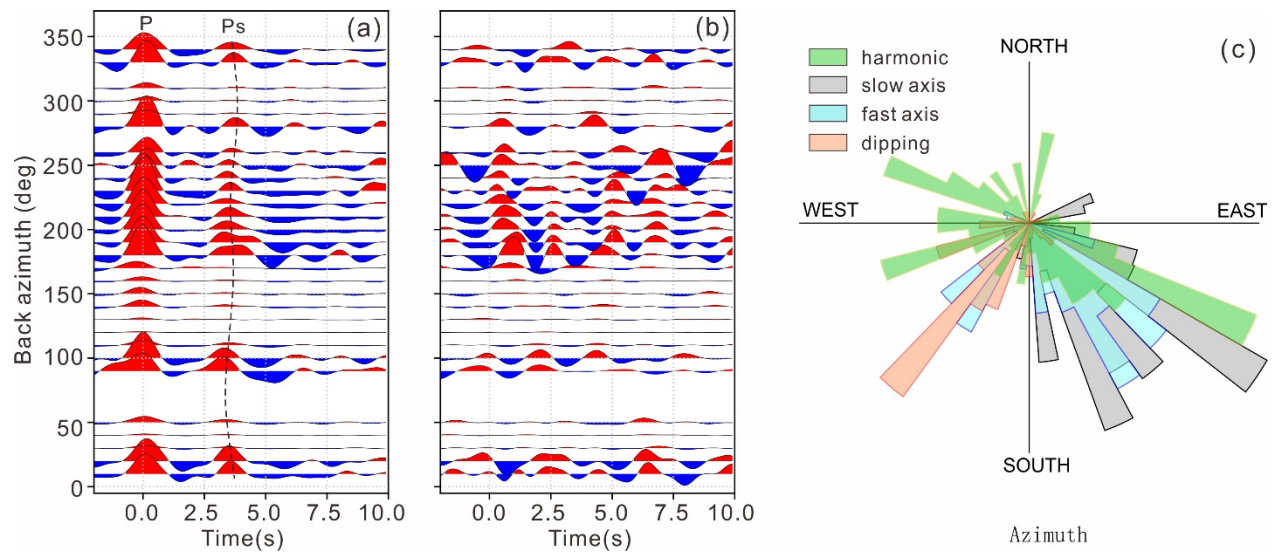 P
Ps
(a)
(b)
(c)
350
300
250
200
150
100
50
0
Back azimuth (deg)
0.0
2.5
5.0
7.5
10.0
Time(s)
0.0
2.5
5.0
7.5
10.0
Time(s)
harmonic
slow axis
fast axis
dipping
NORTH
WEST
EAST
SOUTH
Azimuth